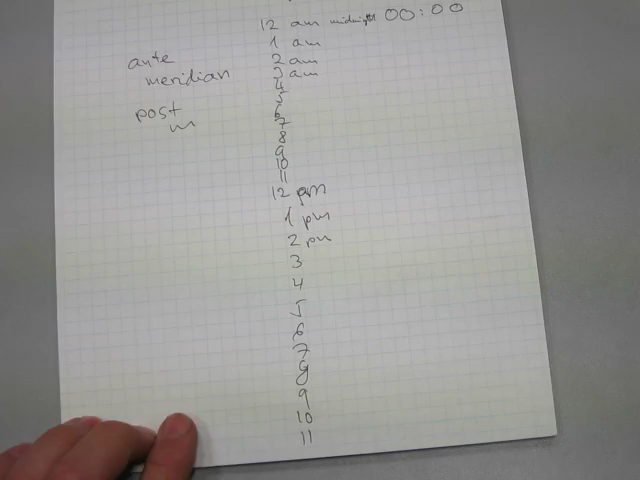 12 am midnight 00:00
1 am
2 am
3 am
4
5
6
7
8
9
10
11
12 pm
1 pm
2 pm
3
4
5
6
7
8
9
10
11
ante
meridian
post
m